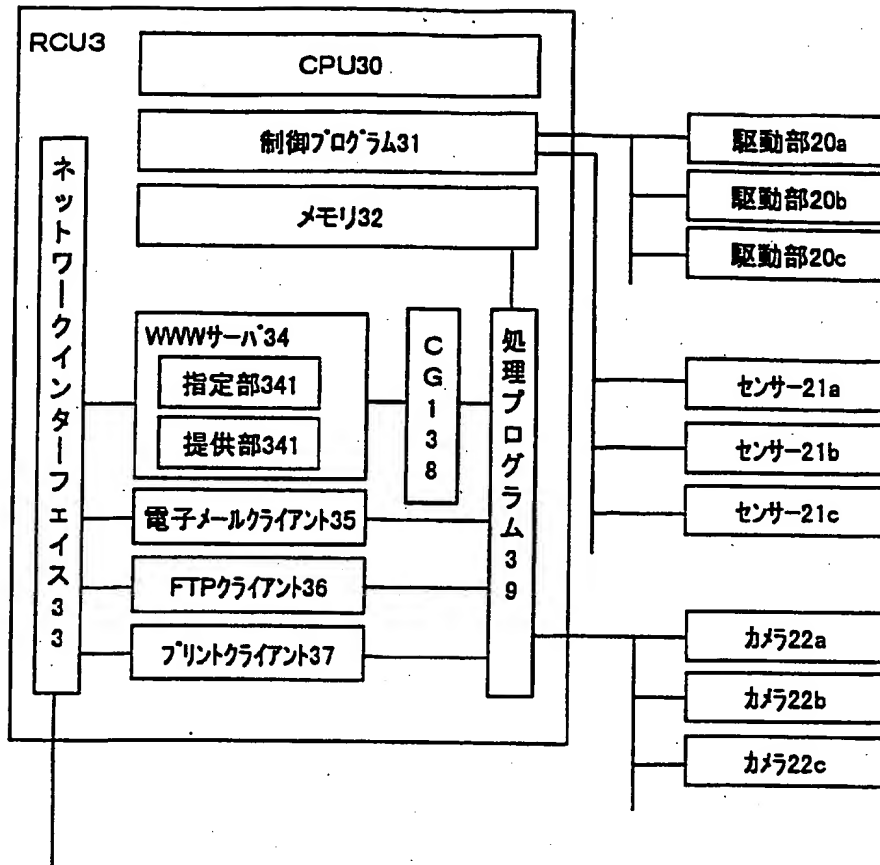 RCU3
CPU30
制御プログラム31
メモリ32
ネットワークインターフェイス33
WWWサーバ34
指定部341
提供部341
CG138
処理プログラム39
電子メールクライアント35
FTPクライアント36
プリントクライアント37
駆動部20a
駆動部20b
駆動部20c
センサー21a
センサー21b
センサー21c
カメラ22a
カメラ22b
カメラ22c